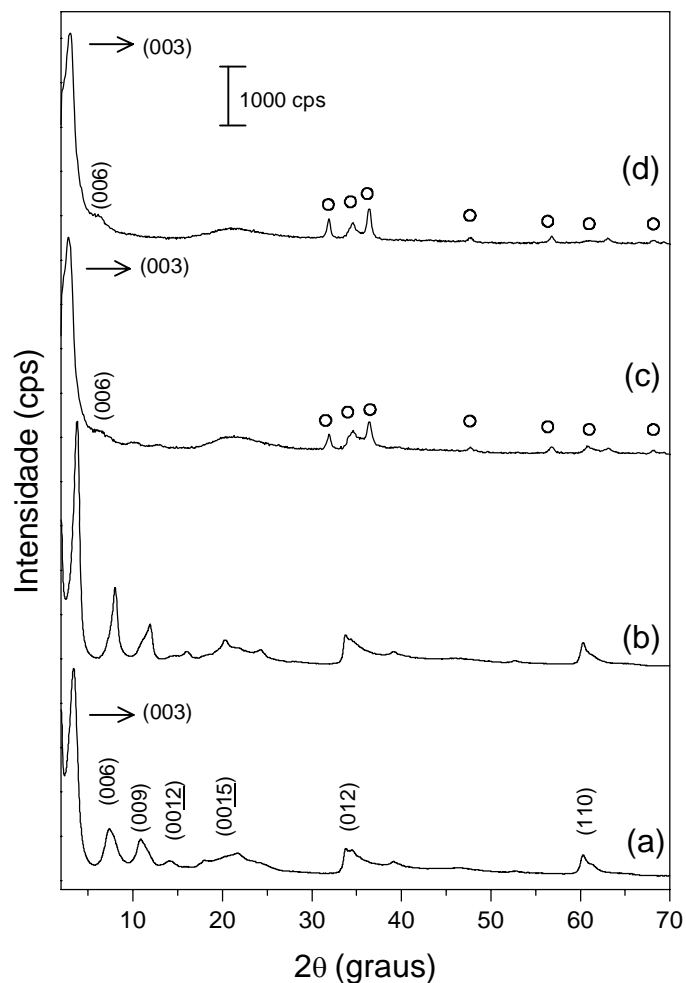 (003)
1000 cps
(006)
(d)
(003)
(006)
(c)
(b)
(003)
(006)
(009)
(0012)
(0015)
(012)
(110)
(a)
Intensidade (cps)
10 20 30 40 50 60 70
2θ (graus)